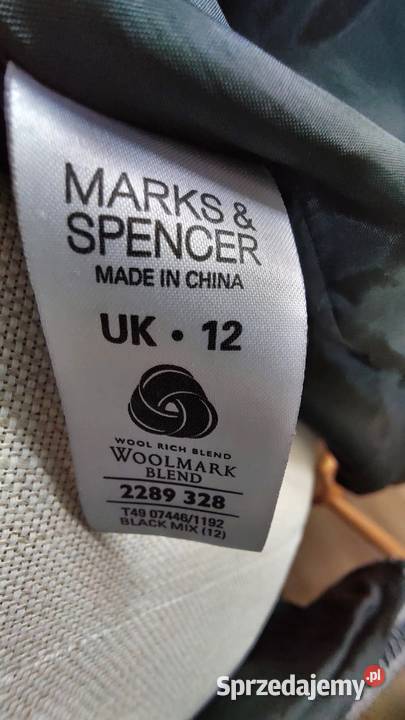 MARKS &
SPENCER
MADE IN CHINA
UK • 12
WOOL RICH BLEND
WOOLMARK
BLEND
2289 328
T49 07446/1192
BLACK MIX (12)
Sprzedajemy.pl